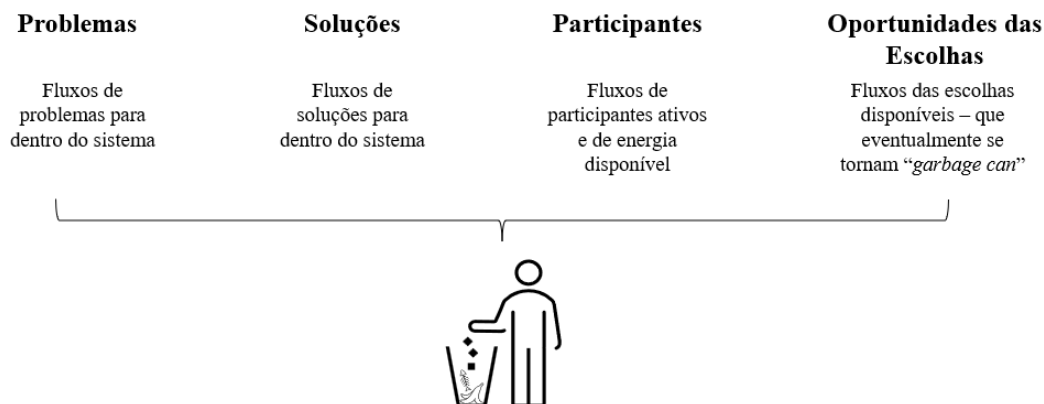 Problemas
Fluxos de
problemas para
dentro do sistema
Soluções
Fluxos de
soluções para
dentro do sistema
Participantes
Fluxos de
participantes ativos
e de energia
disponível
Oportunidades das
Escolhas
Fluxos das escolhas
disponíveis – que
eventualmente se
tornam “garbage can”